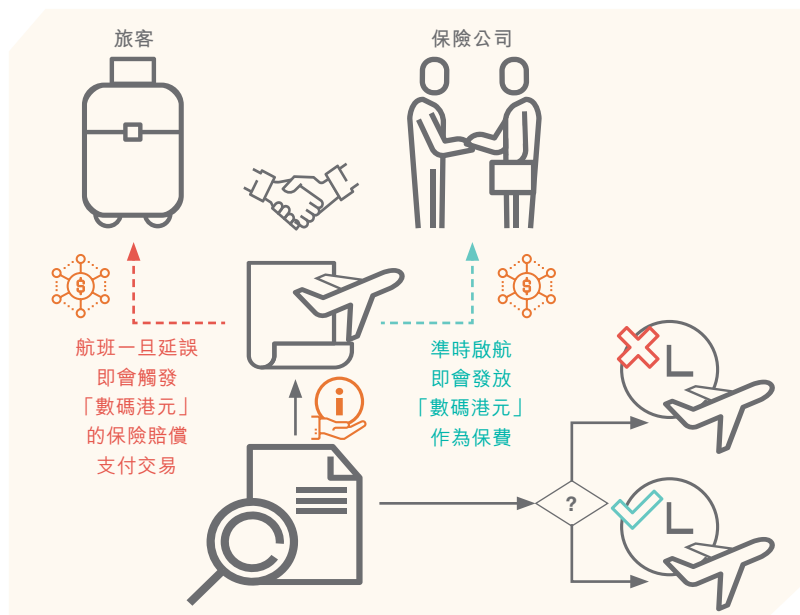 旅客
保險公司
$
$
航班一旦延誤
即會觸發
「數碼港元」
的保險賠償
支付交易
準時啟航
即會發放
「數碼港元」
作為保費
i
?